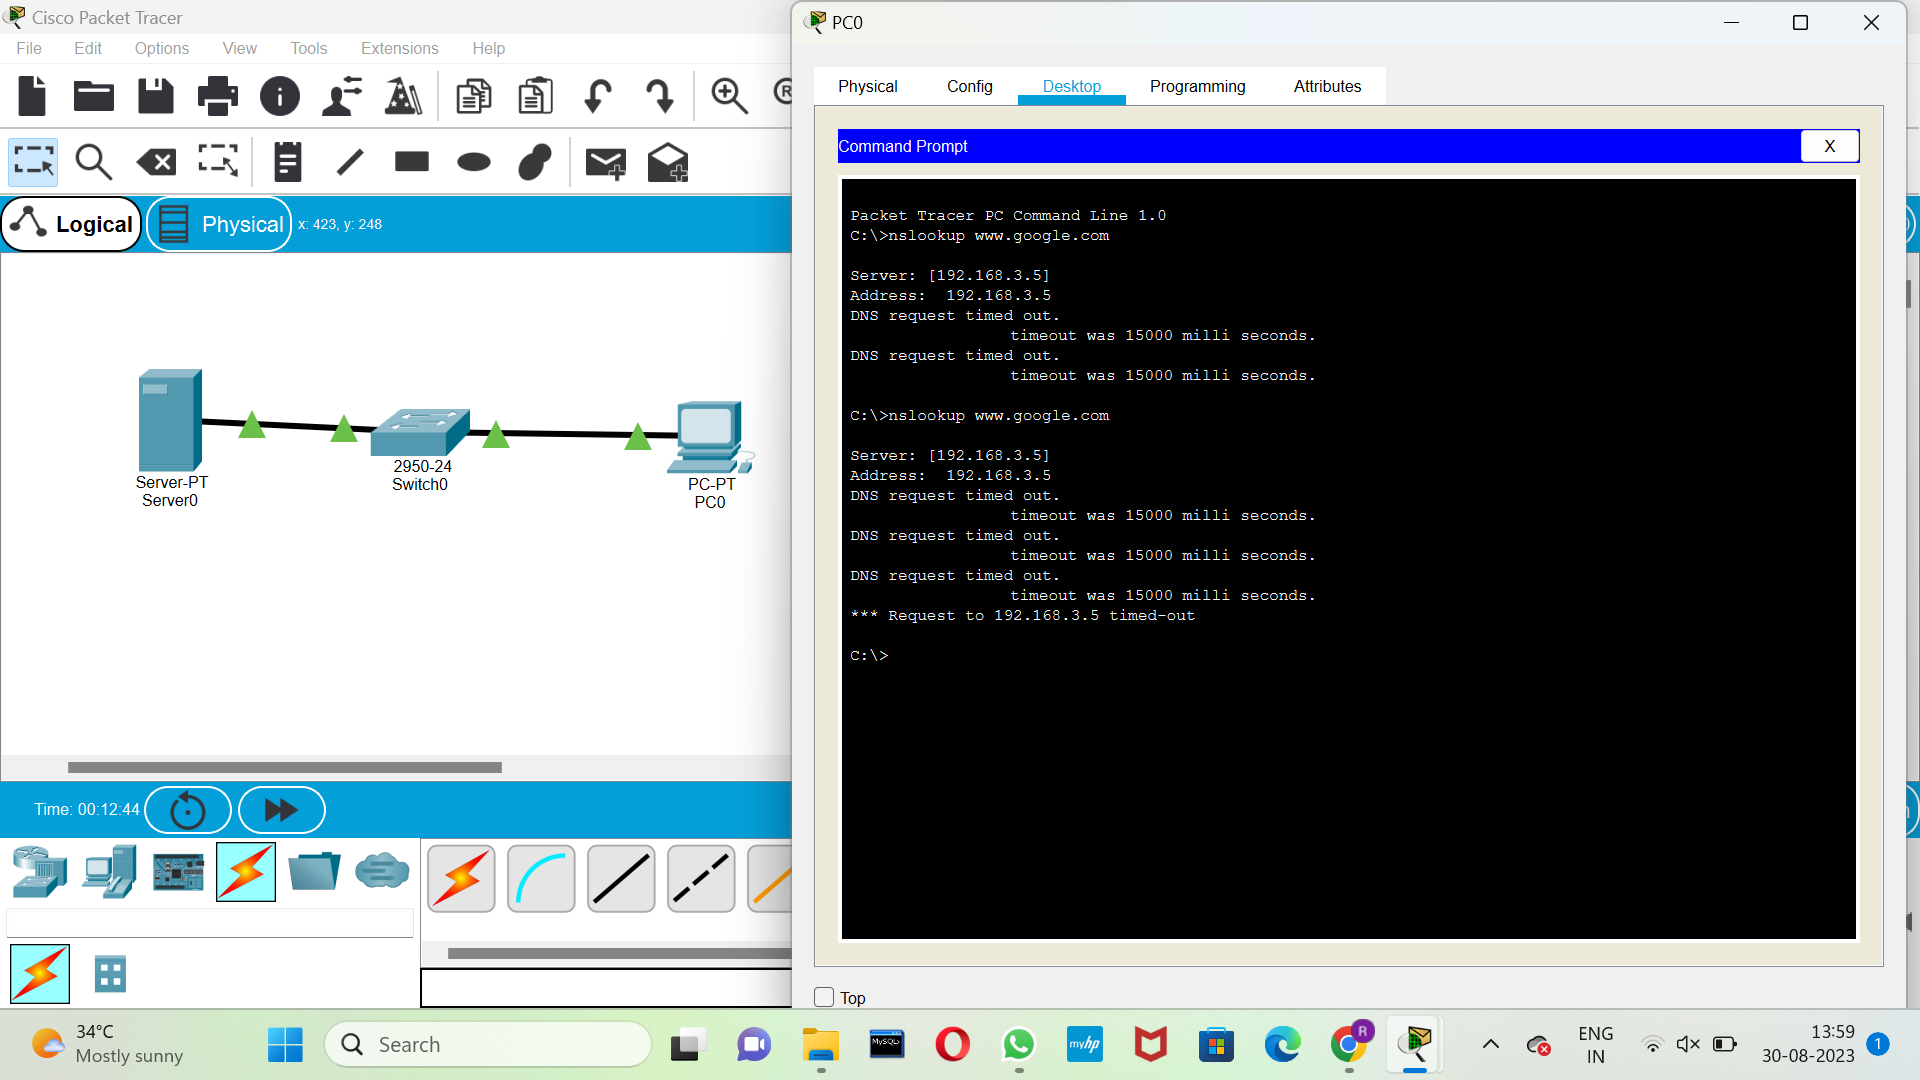 Cisco Packet Tracer
File Edit Options View Tools Extensions Help
R
Logical
Physical
x: 423, y: 248
Server-PT
Server0
2950-24
Switch0
PC-PT
PC0
Time: 00:12:44
PC0
Physical Config Desktop Programming Attributes
Command Prompt
X
Packet Tracer PC Command Line 1.0
C:\>nslookup www.google.com
Server: [192.168.3.5]
Address:  192.168.3.5
DNS request timed out.
timeout was 15000 milli seconds.
DNS request timed out.
timeout was 15000 milli seconds.
C:\>nslookup www.google.com
Server: [192.168.3.5]
Address:  192.168.3.5
DNS request timed out.
timeout was 15000 milli seconds.
DNS request timed out.
timeout was 15000 milli seconds.
DNS request timed out.
timeout was 15000 milli seconds.
*** Request to 192.168.3.5 timed-out
C:\>
Top
34°C
Mostly sunny
Search
MySQL>
myhp
R
ENG
IN
13:59
30-08-2023
1